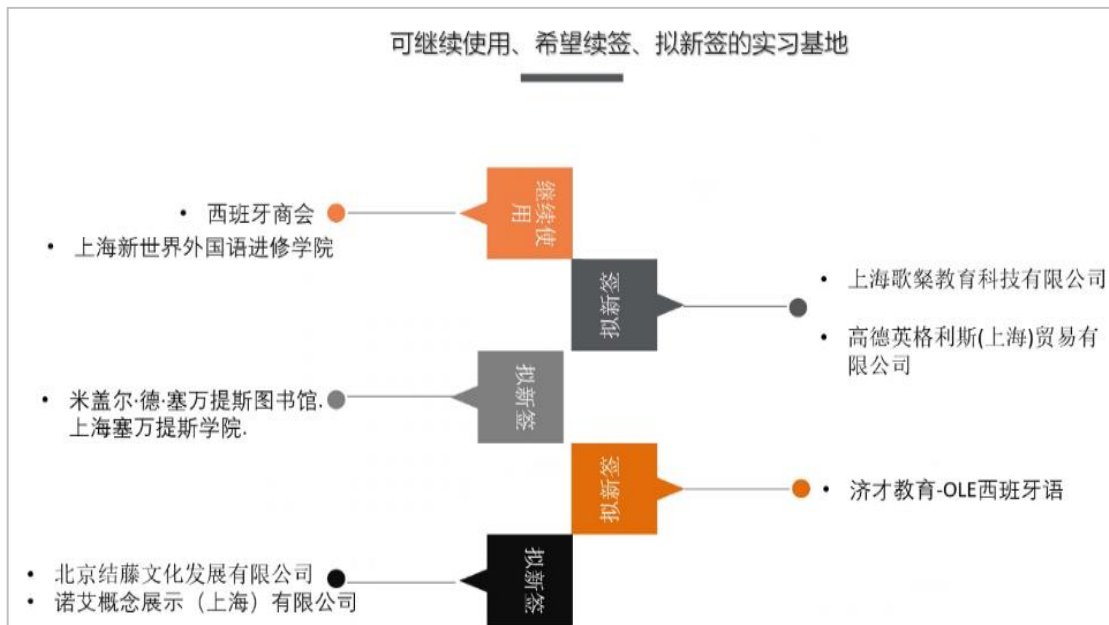 可继续使用、希望续签、拟新签的实习基地
继续使
用
• 西班牙商会
• 上海新世界外国语进修学院
拟新签
• 上海歌粲教育科技有限公司
• 高德英格利斯(上海)贸易有
限公司
拟新签
• 米盖尔·德·塞万提斯图书馆.
上海塞万提斯学院.
拟新签
• 济才教育-OLE西班牙语
拟新签
• 北京结藤文化发展有限公司
• 诺艾概念展示（上海）有限公司